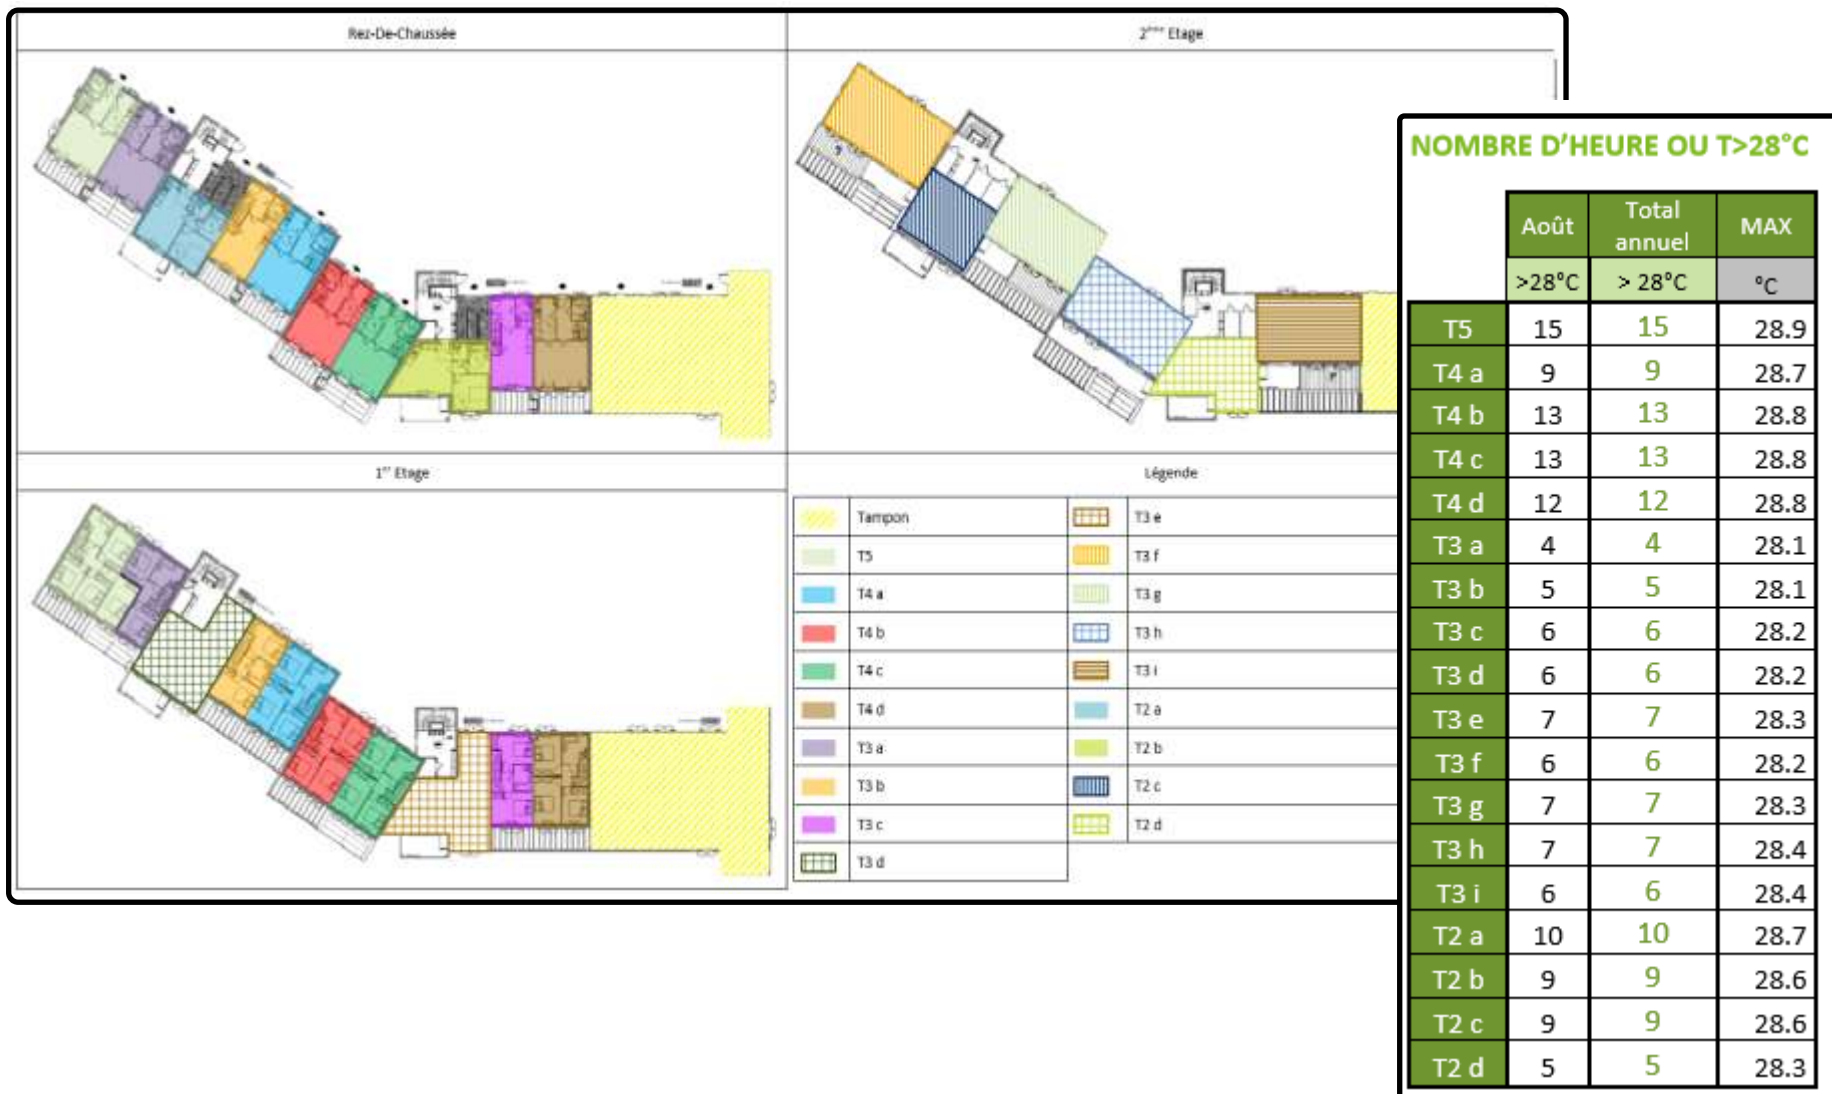 Rez-De-Chaussée
2ème Etage
1er Etage
Légende
Tampon
T3 e
T5
T3 f
T4 a
T3 g
T4 b
T3 h
T4 c
T3 i
T4 d
T2 a
T3 a
T2 b
T3 b
T2 c
T3 c
T2 d
T3 d
NOMBRE D'HEURE OU T>28°C
Août Total annuel MAX
>28°C > 28°C °C
T5 15 15 28.9
T4 a 9 9 28.7
T4 b 13 13 28.8
T4 c 13 13 28.8
T4 d 12 12 28.8
T3 a 4 4 28.1
T3 b 5 5 28.1
T3 c 6 6 28.2
T3 d 6 6 28.2
T3 e 7 7 28.3
T3 f 6 6 28.2
T3 g 7 7 28.3
T3 h 7 7 28.4
T3 i 6 6 28.4
T2 a 10 10 28.7
T2 b 9 9 28.6
T2 c 9 9 28.6
T2 d 5 5 28.3